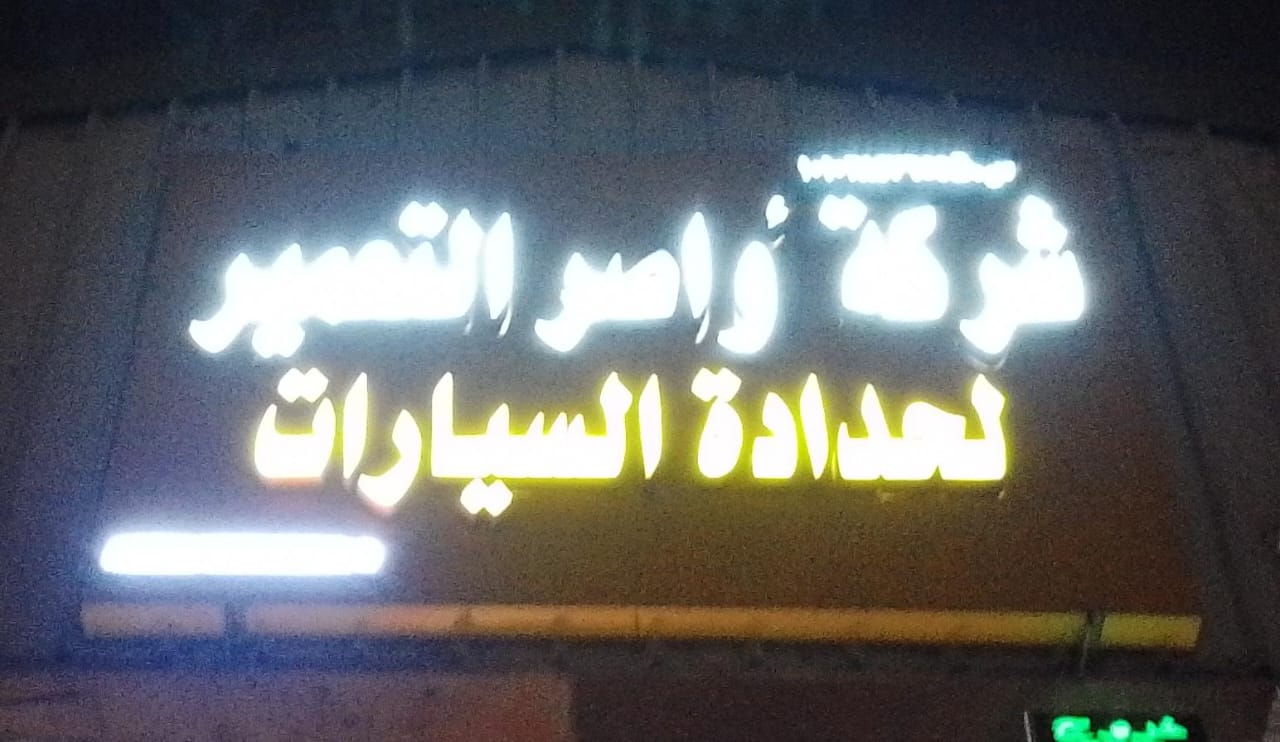 شركة أواصر التعمير
لحدادة السيارات